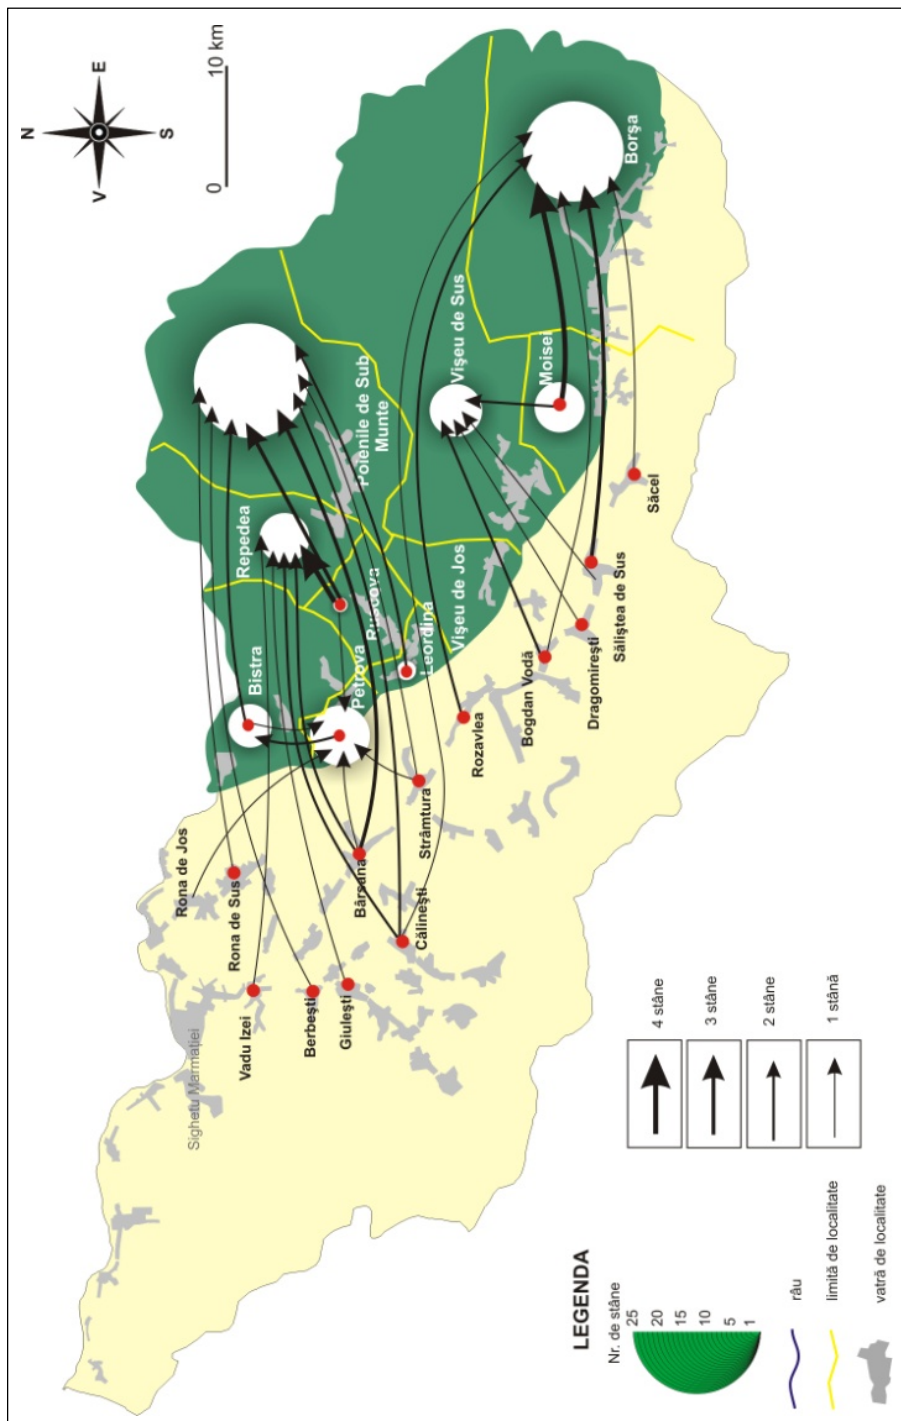 N
E
S
V
0
10 km
Borșa
Vișeu de Sus
Moisei
Poienile de Sub
Munte
Repedea
Ruscova
Vișeu de Jos
Leordina
Petrova
Bistra
Săcel
Săliștea de Sus
Dragomirești
Bogdan Vodă
Rozavlea
Strâmtura
Bârsana
Călinești
Rona de Jos
Rona de Sus
Vadu Izei
Berbești
Giulești
Sighetu Marmației
LEGENDA
Nr. de stâne
25
20
15
10
5
1
râu
limită de localitate
vatră de localitate
4 stâne
3 stâne
2 stâne
1 stână